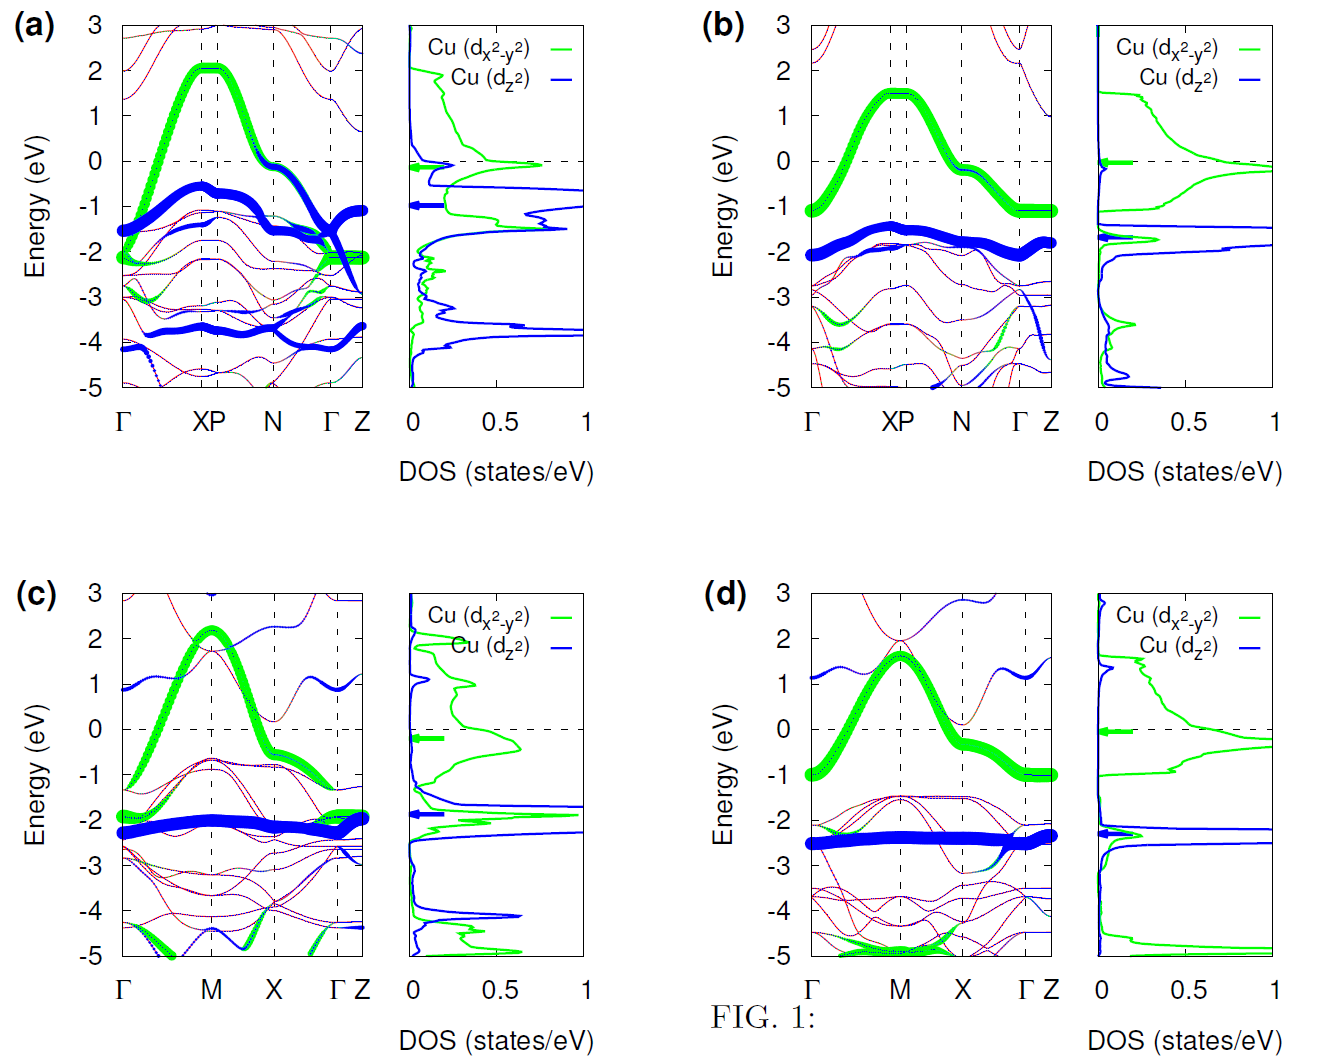 (a)
3
2
1
0
-1
-2
-3
-4
-5
Energy (eV)
Γ XP N Γ Z
Cu (dx²-y²)
Cu (dz²)
0 0.5 1
DOS (states/eV)
(b)
3
2
1
0
-1
-2
-3
-4
-5
Energy (eV)
Γ XP N Γ Z
Cu (dx²-y²)
Cu (dz²)
0 0.5 1
DOS (states/eV)
(c)
3
2
1
0
-1
-2
-3
-4
-5
Energy (eV)
Γ M X Γ Z
Cu (dx²-y²)
Cu (dz²)
0 0.5 1
DOS (states/eV)
(d)
3
2
1
0
-1
-2
-3
-4
-5
Energy (eV)
Γ M X Γ Z
Cu (dx²-y²)
Cu (dz²)
0 0.5 1
DOS (states/eV)
FIG. 1: